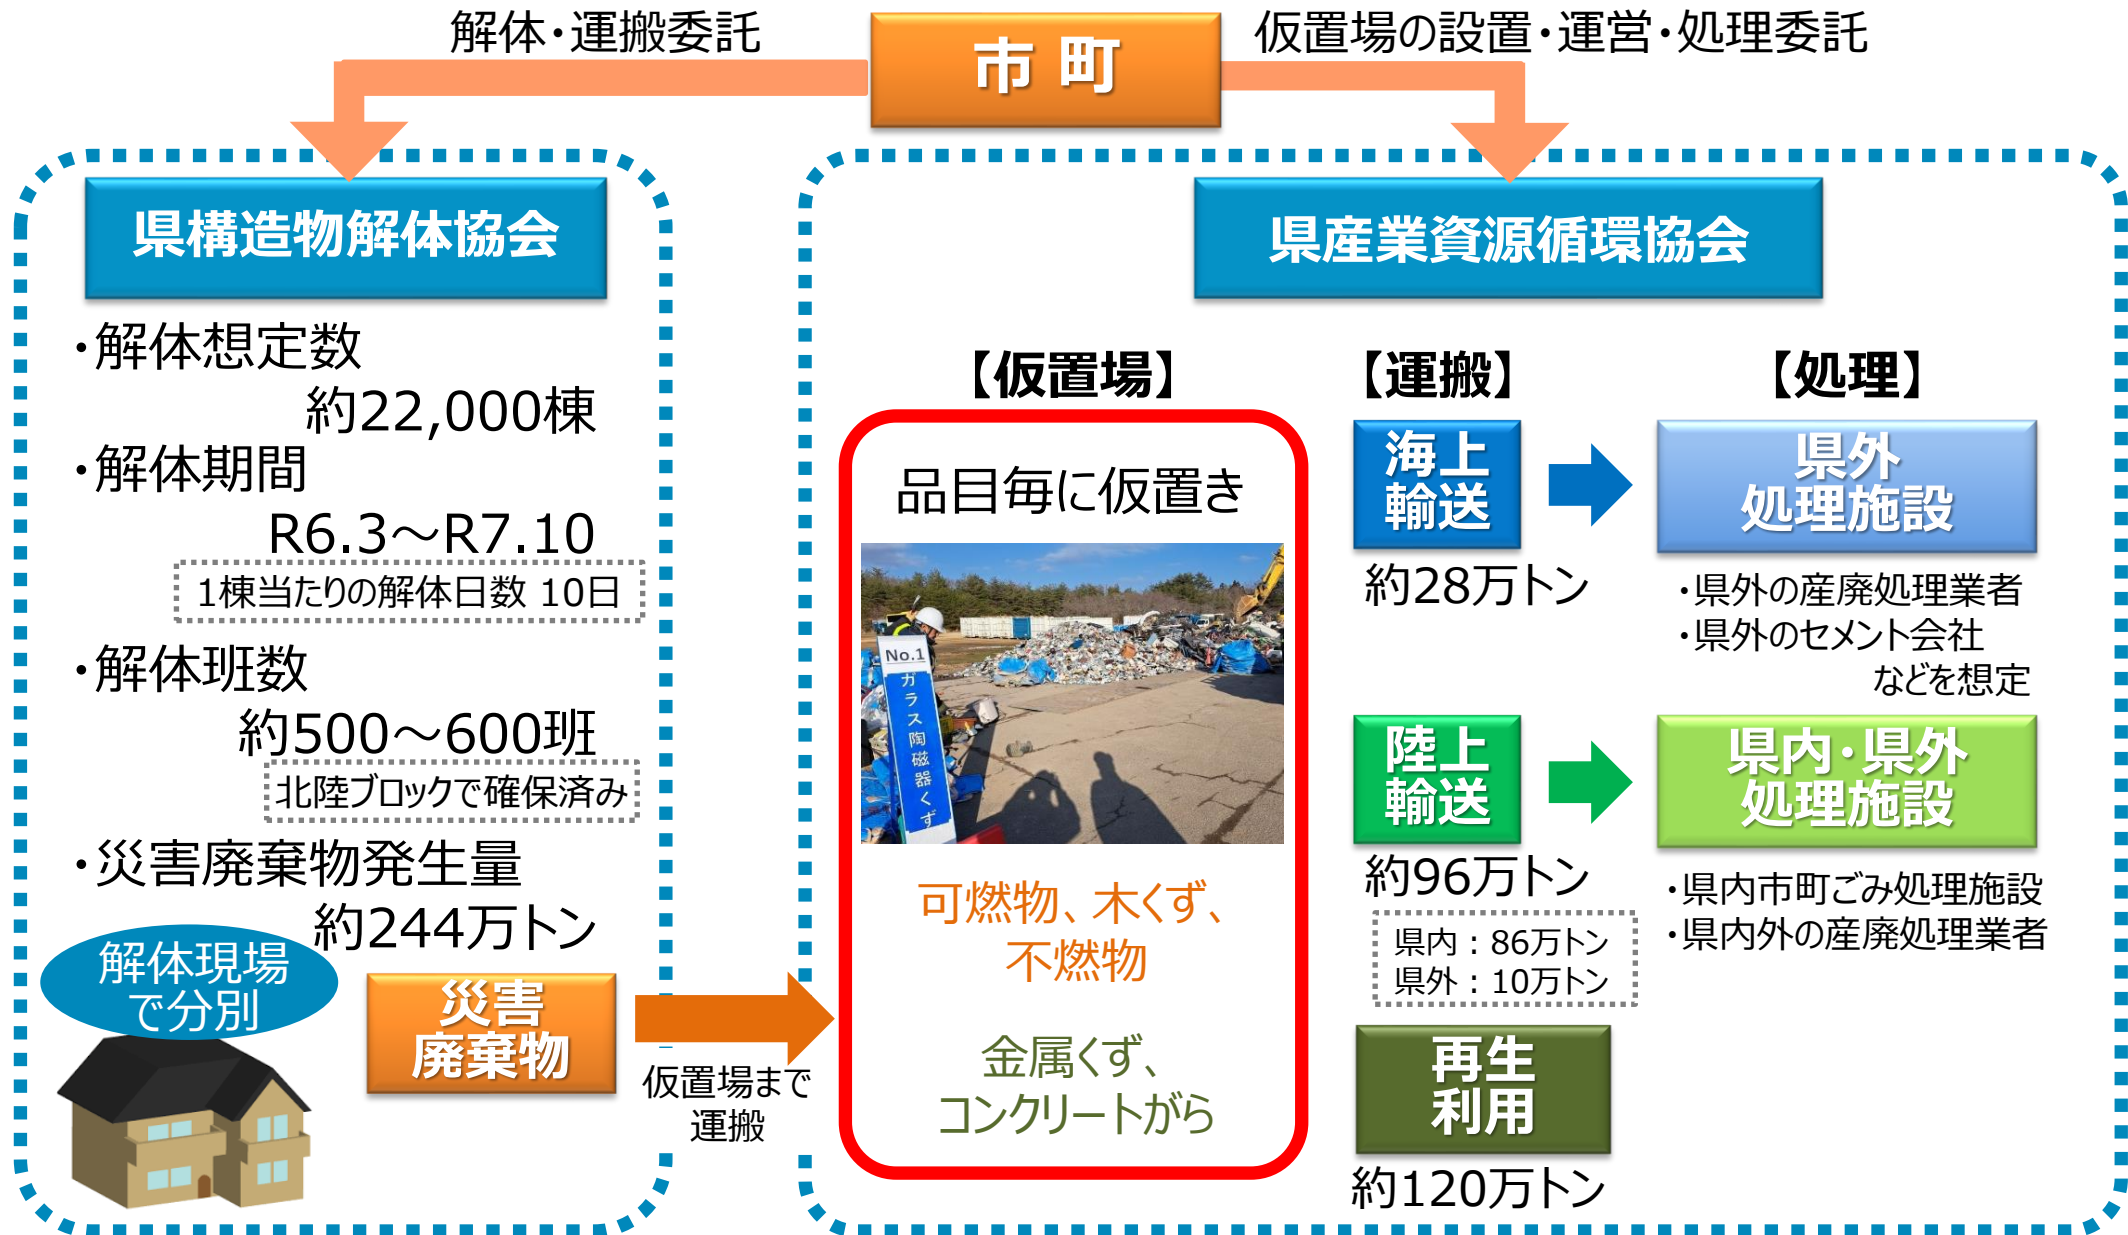 解体・運搬委託
市 町
仮置場の設置・運営・処理委託
県構造物解体協会
・解体想定数
約22,000棟
・解体期間
R6.3～R7.10
1棟当たりの解体日数 10日
・解体班数
約500～600班
北陸ブロックで確保済み
・災害廃棄物発生量
約244万トン
解体現場
で分別
災害
廃棄物
仮置場まで
運搬
県産業資源循環協会
【仮置場】
品目毎に仮置き
No.1
ガラス陶磁器くず
可燃物、木くず、
不燃物
金属くず、
コンクリートがら
【運搬】
海上
輸送
約28万トン
陸上
輸送
約96万トン
県内：86万トン
県外：10万トン
再生
利用
約120万トン
【処理】
県外
処理施設
・県外の産廃処理業者
・県外のセメント会社
などを想定
県内・県外
処理施設
・県内市町ごみ処理施設
・県内外の産廃処理業者